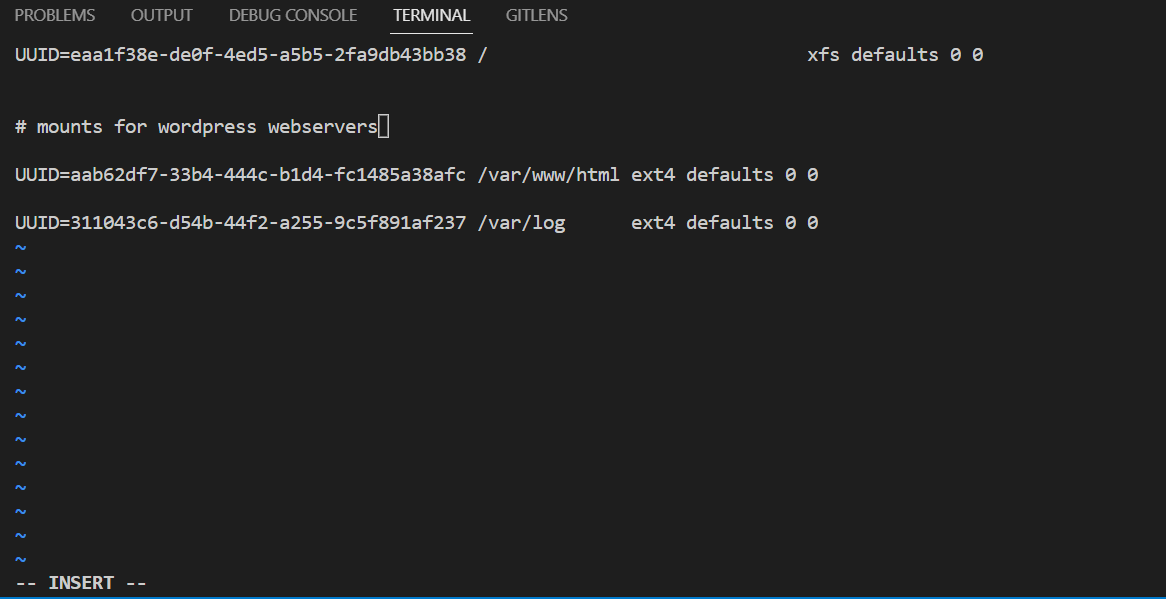 PROBLEMS OUTPUT DEBUG CONSOLE TERMINAL GITLENS
UUID=eaa1f38e-de0f-4ed5-a5b5-2fa9db43bb38 / xfs defaults 0 0
# mounts for wordpress webservers
UUID=aab62df7-33b4-444c-b1d4-fc1485a38afc /var/www/html ext4 defaults 0 0
UUID=311043c6-d54b-44f2-a255-9c5f891af237 /var/log ext4 defaults 0 0
~
~
~
~
~
~
~
~
~
~
~
~
~
~
-- INSERT --